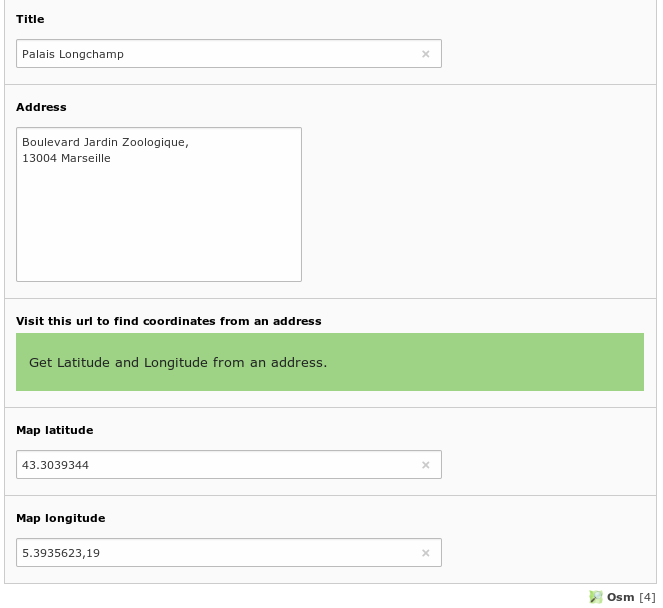 Title
Palais Longchamp
Address
Boulevard Jardin Zoologique,
13004 Marseille
Visit this url to find coordinates from an address
Get Latitude and Longitude from an address.
Map latitude
43.3039344
Map longitude
5.3935623,19
Osm [4]